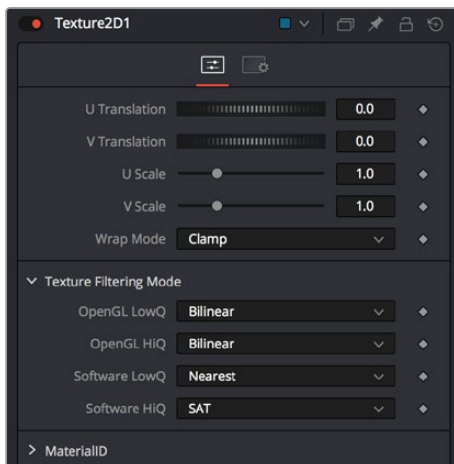 Texture2D1
U Translation 0.0
V Translation 0.0
U Scale 1.0
V Scale 1.0
Wrap Mode Clamp
Texture Filtering Mode
OpenGL LowQ Bilinear
OpenGL HiQ Bilinear
Software LowQ Nearest
Software HiQ SAT
MaterialID